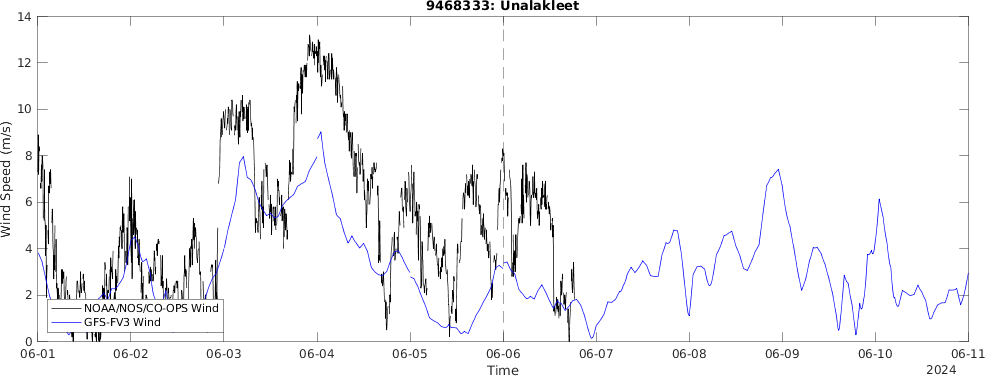 9468333: Unalakleet
Wind Speed (m/s)
14
12
10
8
6
4
2
0
NOAA/NOS/CO-OPS Wind
GFS-FV3 Wind
06-01 06-02 06-03 06-04 06-05 06-06 06-07 06-08 06-09 06-10 06-11
Time
2024